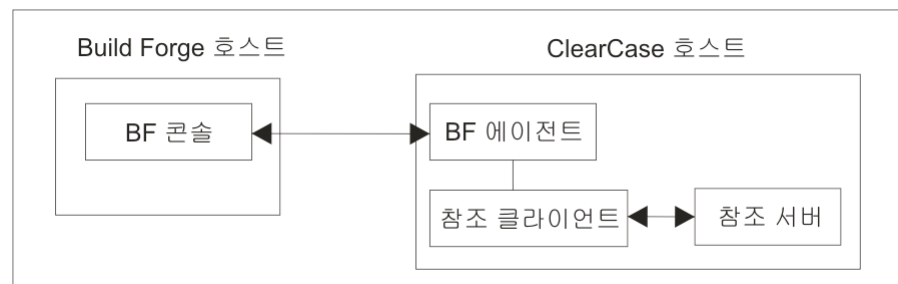 Build Forge 호스트
ClearCase 호스트
BF 콘솔
BF 에이전트
참조 클라이언트
참조 서버